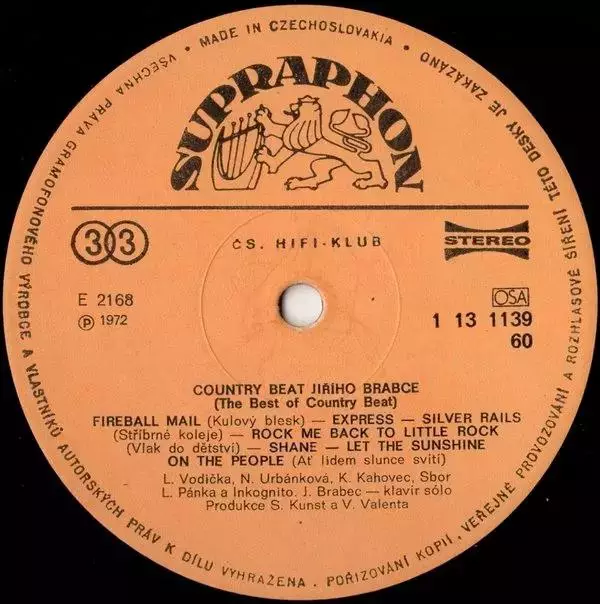 MADE IN CZECHOSLOVAKIA
VŠECHNA PRÁVA GRAMOFONOVÉHO VÝROBCE A VLASTNÍKŮ AUTORSKÝCH PRÁV K DÍLU VYHRAŽENA. POŘIZOVÁNÍ KOPIÍ, VEŘEJNÉ PROVOZOVÁNÍ A ROZHLASOVÉ ŠÍŘENÍ TÉTO DESKY JE ZAKÁZÁNO
SUPRAPHON
33
ČS. HIFI-KLUB
STEREO
E 2168
OSA
Ⓟ 1972
1 13 1139
60
COUNTRY BEAT JIŘÍHO BRABCE
(The Best of Country Beat)
FIREBALL MAIL (Kulový blesk) — EXPRESS — SILVER RAILS
(Stříbrné koleje) — ROCK ME BACK TO LITTLE ROCK
(Vlak do dětství) — SHANE — LET THE SUNSHINE
ON THE PEOPLE (Ať lidem slunce svítí)
L. Vodička, N. Urbánková, K. Kahovec, Sbor
L. Pánka a Inkognito. J. Brabec — klavír sólo
Produkce S. Kunst a V. Valenta